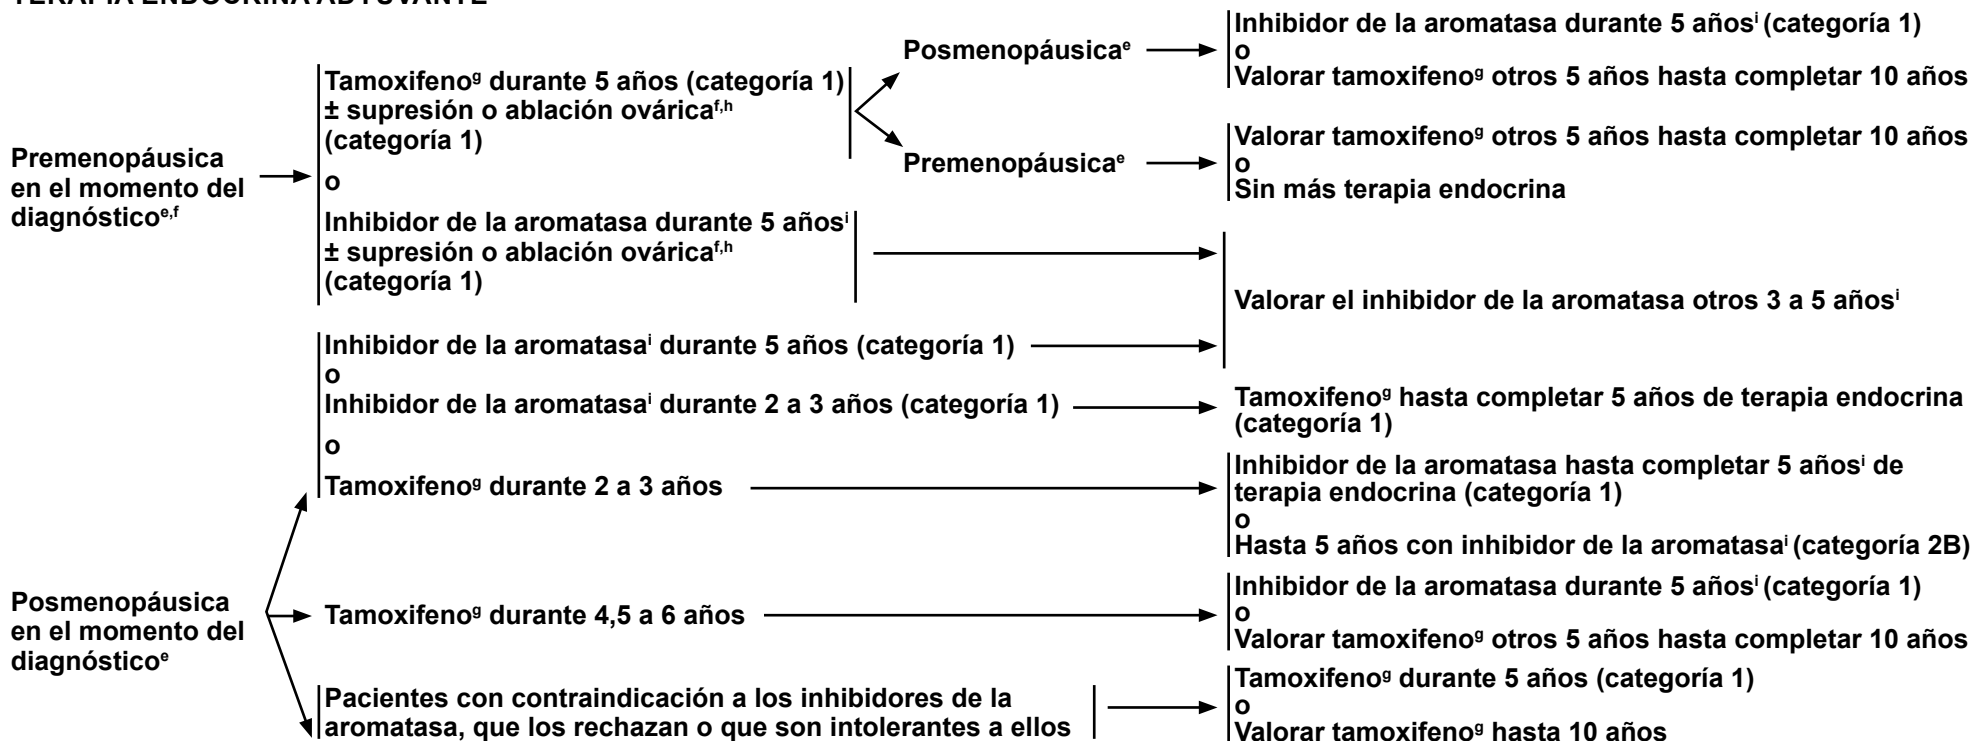 TERAPIA ENDOCRINA ADYUVANTE
Premenopáusica
en el momento del
diagnósticoᵉ,ᶠ
Tamoxifenoᵍ durante 5 años (categoría 1)
± supresión o ablación ováricaᶠ,ʰ
(categoría 1)
o
Inhibidor de la aromatasa durante 5 añosⁱ
± supresión o ablación ováricaᶠ,ʰ
(categoría 1)
Posmenopáusicaᵉ
Inhibidor de la aromatasa durante 5 añosⁱ (categoría 1)
o
Valorar tamoxifenoᵍ otros 5 años hasta completar 10 años
Premenopáusicaᵉ
Valorar tamoxifenoᵍ otros 5 años hasta completar 10 años
o
Sin más terapia endocrina
Valorar el inhibidor de la aromatasa otros 3 a 5 añosⁱ
Posmenopáusica
en el momento del
diagnósticoᵉ
Inhibidor de la aromatasaⁱ durante 5 años (categoría 1)
o
Inhibidor de la aromatasaⁱ durante 2 a 3 años (categoría 1)
o
Tamoxifenoᵍ durante 2 a 3 años
Tamoxifenoᵍ hasta completar 5 años de terapia endocrina
(categoría 1)
Inhibidor de la aromatasa hasta completar 5 añosⁱ de
terapia endocrina (categoría 1)
o
Hasta 5 años con inhibidor de la aromatasaⁱ (categoría 2B)
Tamoxifenoᵍ durante 4,5 a 6 años
Inhibidor de la aromatasa durante 5 añosⁱ (categoría 1)
o
Valorar tamoxifenoᵍ otros 5 años hasta completar 10 años
Pacientes con contraindicación a los inhibidores de la
aromatasa, que los rechazan o que son intolerantes a ellos
Tamoxifenoᵍ durante 5 años (categoría 1)
o
Valorar tamoxifenoᵍ hasta 10 años